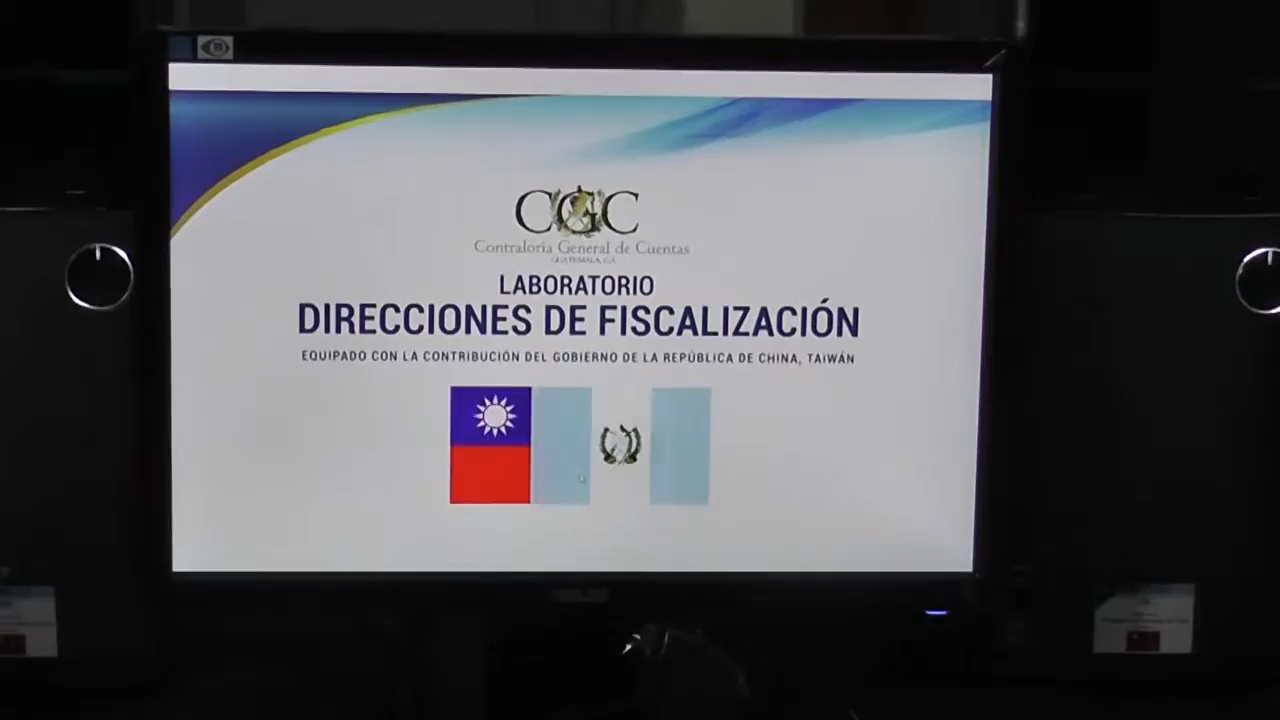 CGC
Contraloría General de Cuentas
GUATEMALA, C.A.
LABORATORIO
DIRECCIONES DE FISCALIZACIÓN
EQUIPADO CON LA CONTRIBUCIÓN DEL GOBIERNO DE LA REPÚBLICA DE CHINA, TAIWÁN